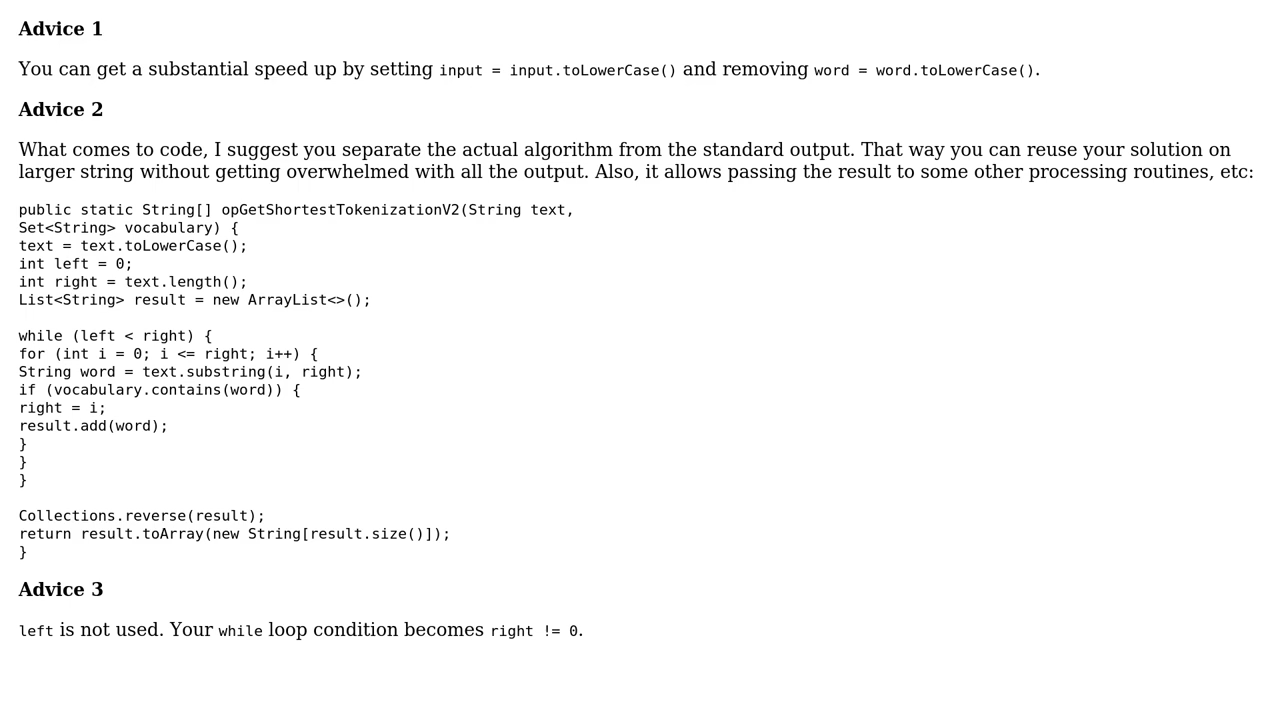 Advice 1
You can get a substantial speed up by setting input = input.toLowerCase() and removing word = word.toLowerCase().
Advice 2
What comes to code, I suggest you separate the actual algorithm from the standard output. That way you can reuse your solution on
larger string without getting overwhelmed with all the output. Also, it allows passing the result to some other processing routines, etc:
public static String[] opGetShortestTokenizationV2(String text,
Set<String> vocabulary) {
text = text.toLowerCase();
int left = 0;
int right = text.length();
List<String> result = new ArrayList<>();
while (left < right) {
for (int i = 0; i <= right; i++) {
String word = text.substring(i, right);
if (vocabulary.contains(word)) {
right = i;
result.add(word);
}
}
}
Collections.reverse(result);
return result.toArray(new String[result.size()]);
}
Advice 3
left is not used. Your while loop condition becomes right != 0.